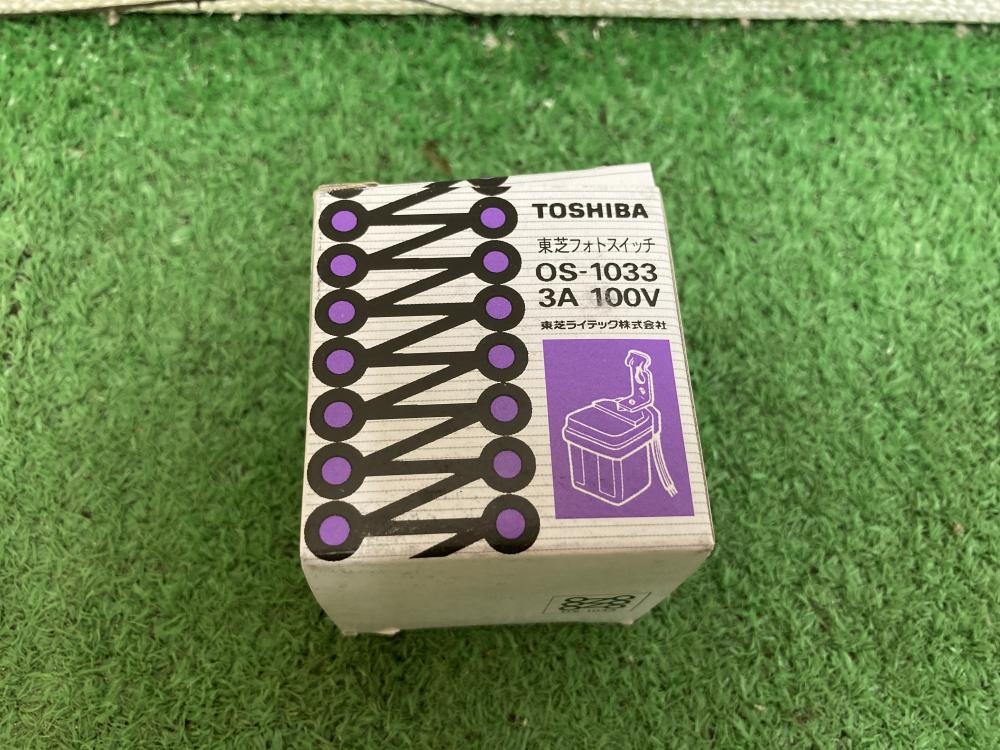 TOSHIBA
東芝フォトスイッチ
OS-1033
3A 100V
東芝ライテック株式会社